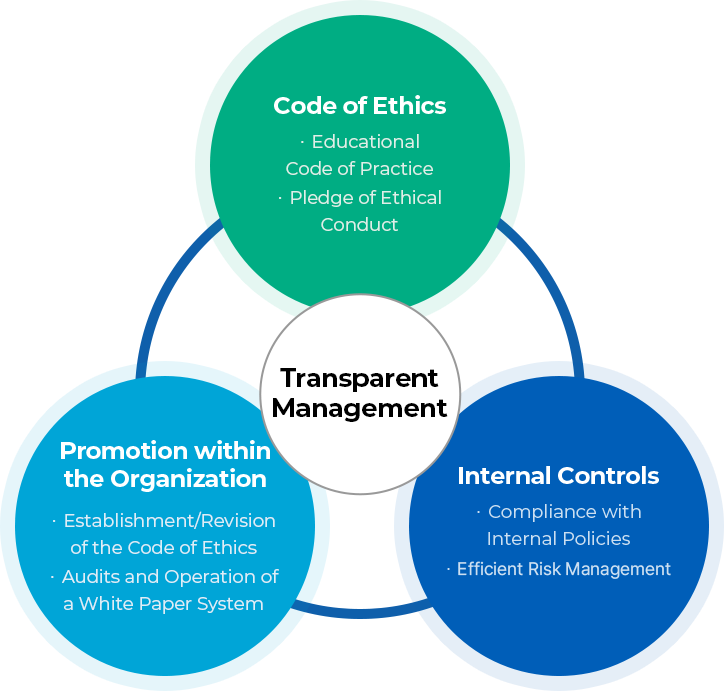 Code of Ethics
· Educational
Code of Practice
· Pledge of Ethical
Conduct
Transparent
Management
Promotion within
the Organization
· Establishment/Revision
of the Code of Ethics
· Audits and Operation of
a White Paper System
Internal Controls
· Compliance with
Internal Policies
· Efficient Risk Management